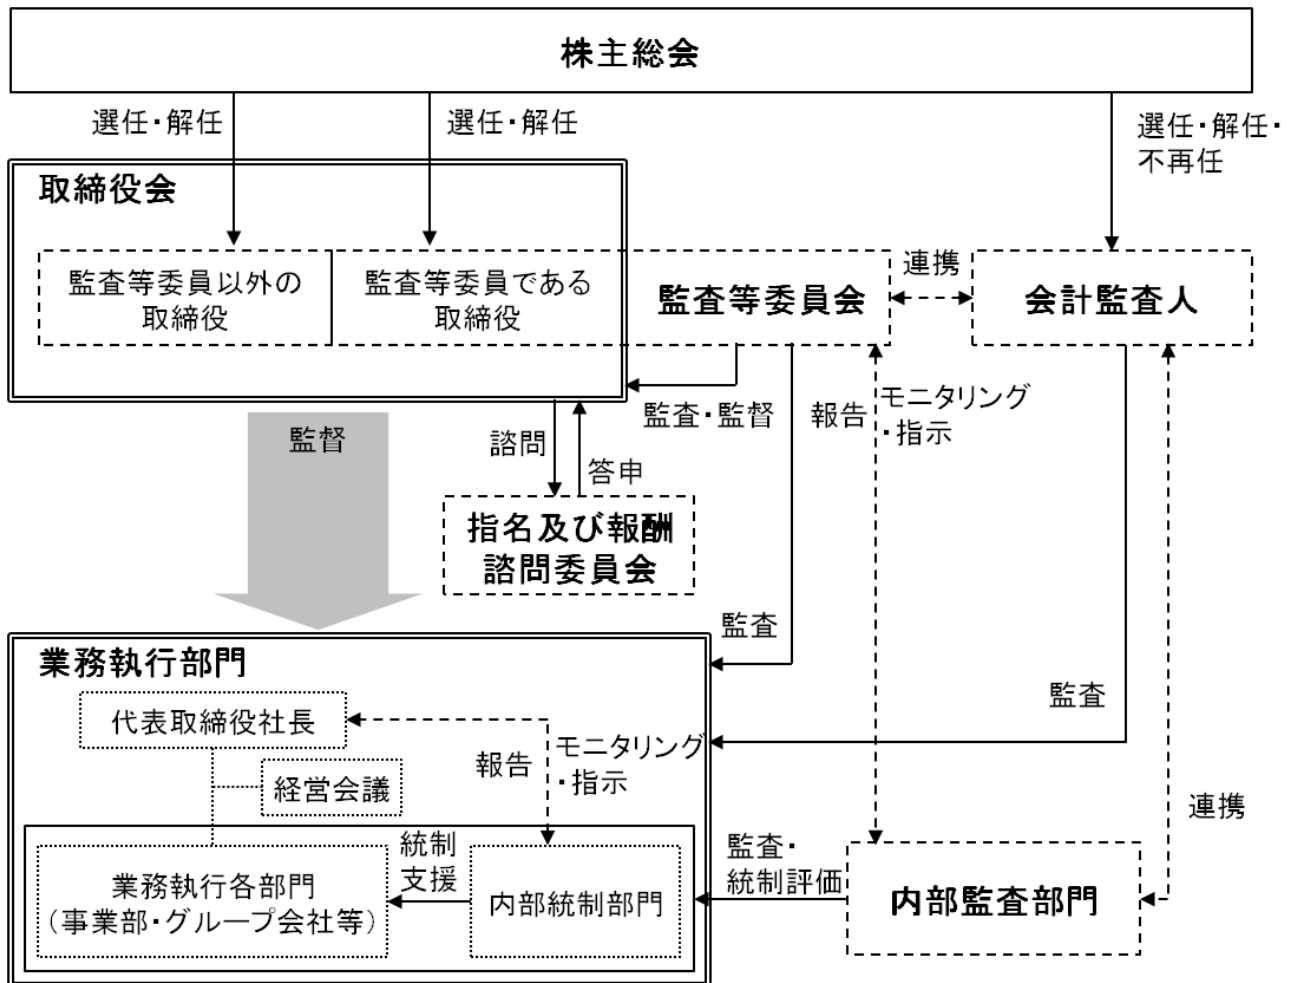 株主総会
選任・解任
選任・解任
選任・解任・
不再任
取締役会
監査等委員以外の
取締役
監査等委員である
取締役
監査等委員会
連携
会計監査人
監査・監督
報告
モニタリング
・指示
監督
諮問
答申
指名及び報酬
諮問委員会
監査
監査
業務執行部門
代表取締役社長
経営会議
報告
モニタリング
・指示
連携
業務執行各部門
(事業部・グループ会社等)
統制
支援
内部統制部門
監査・
統制評価
内部監査部門